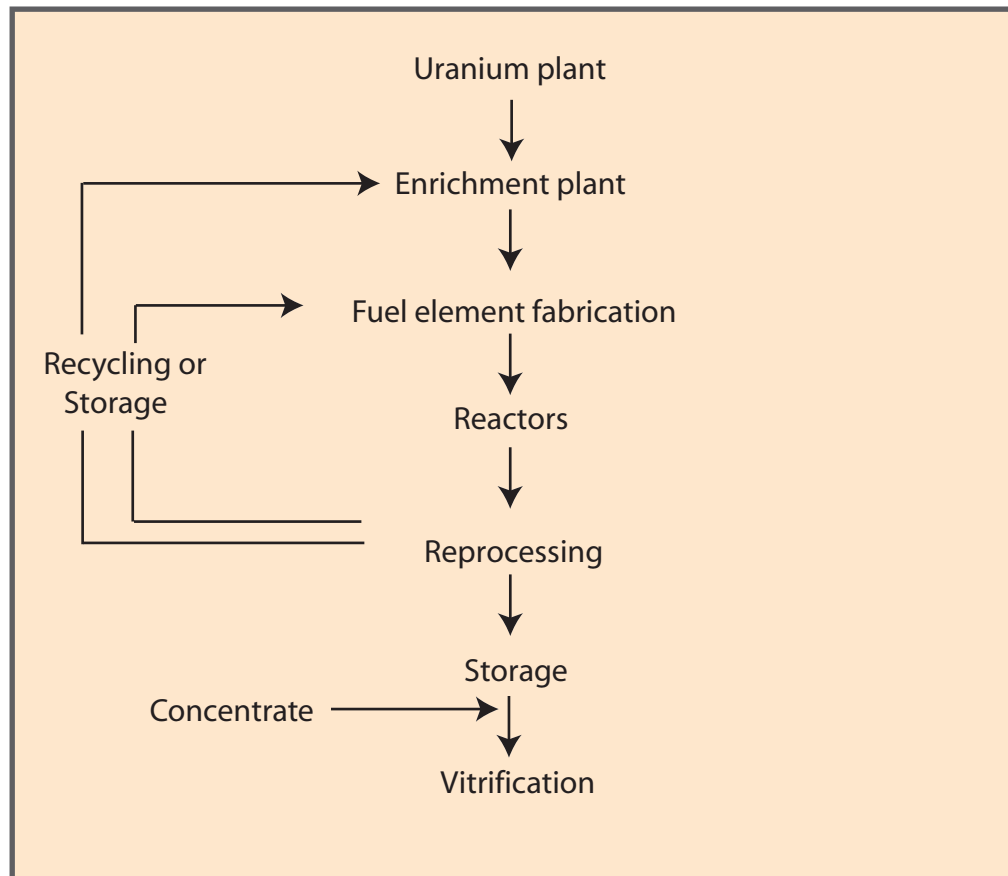 Uranium plant
Enrichment plant
Fuel element fabrication
Recycling or
Storage
Reactors
Reprocessing
Storage
Concentrate
Vitrification